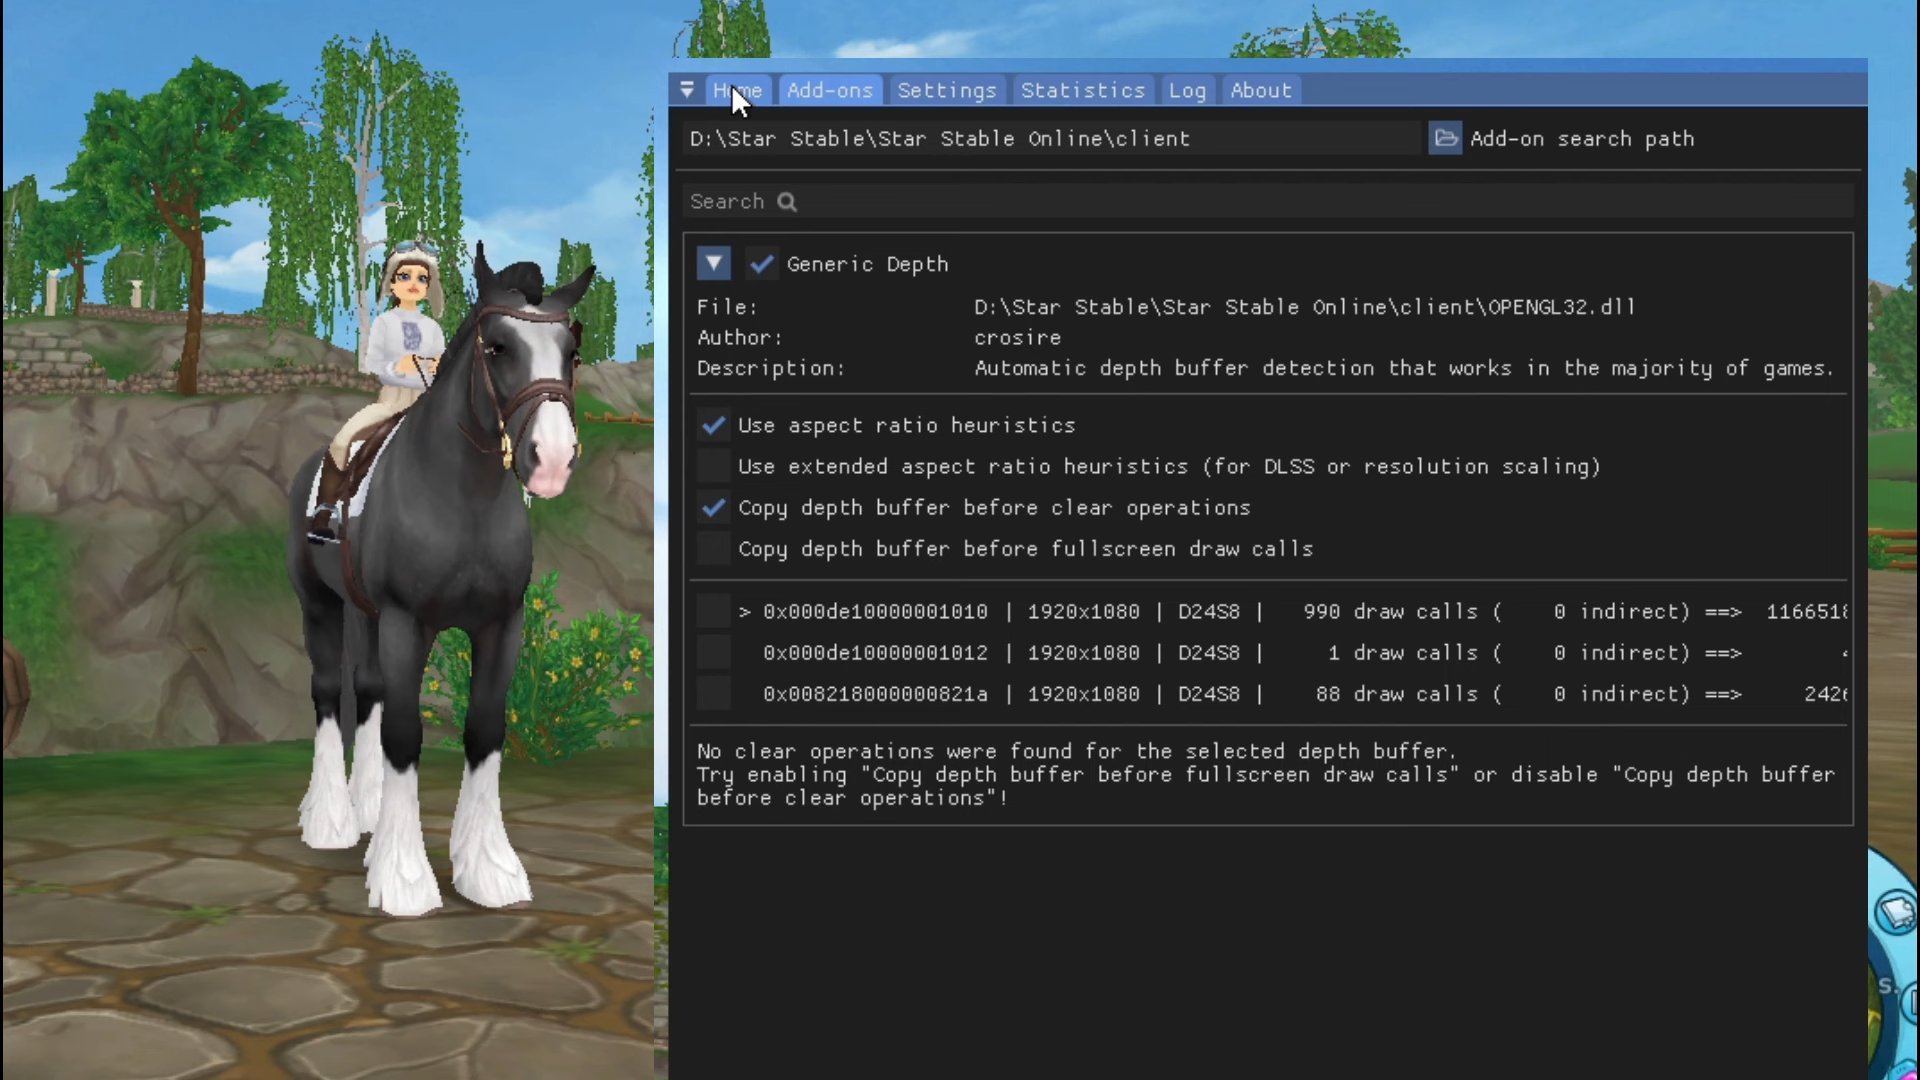 Home Add-ons Settings Statistics Log About
D:\Star Stable\Star Stable Online\client Add-on search path
Search
Generic Depth
File: D:\Star Stable\Star Stable Online\client\OPENGL32.dll
Author: crosire
Description: Automatic depth buffer detection that works in the majority of games.
Use aspect ratio heuristics
Use extended aspect ratio heuristics (for DLSS or resolution scaling)
Copy depth buffer before clear operations
Copy depth buffer before fullscreen draw calls
> 0x000de10000001010 | 1920x1080 | D24S8 | 990 draw calls ( 0 indirect) ==> 116651
0x000de10000001012 | 1920x1080 | D24S8 | 1 draw calls ( 0 indirect) ==>
0x008218000000821a | 1920x1080 | D24S8 | 88 draw calls ( 0 indirect) ==> 242
No clear operations were found for the selected depth buffer.
Try enabling "Copy depth buffer before fullscreen draw calls" or disable "Copy depth buffer
before clear operations"!
S.